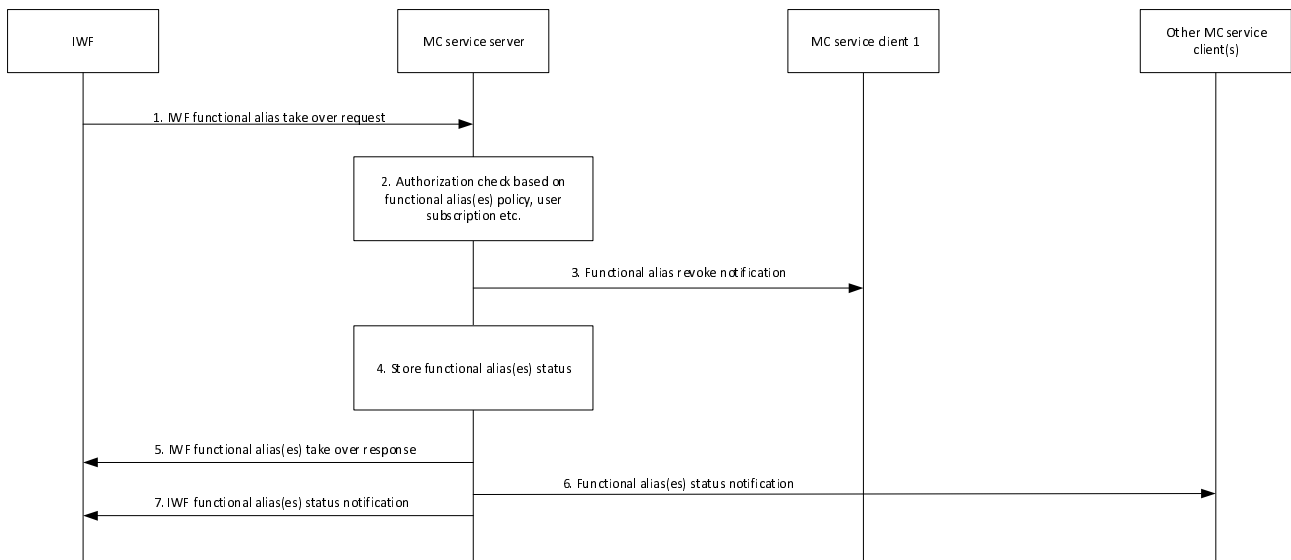 IWF
MC service server
MC service client 1
Other MC service
client(s)
1. IWF functional alias take over request
2. Authorization check based on
functional alias(es) policy, user
subscription etc.
3. Functional alias revoke notification
4. Store functional alias(es) status
5. IWF functional alias(es) take over response
6. Functional alias(es) status notification
7. IWF functional alias(es) status notification